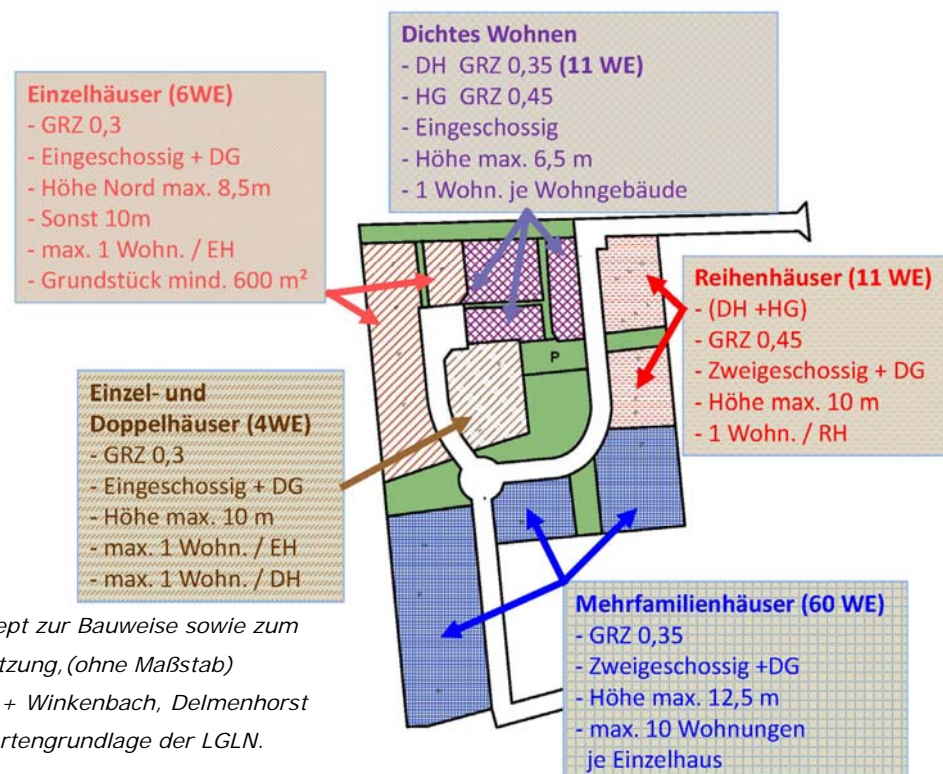 Dichtes Wohnen
- DH GRZ 0,35 (11 WE)
- HG GRZ 0,45
- Eingeschossig
- Höhe max. 6,5 m
- 1 Wohn. je Wohngebäude
Einzelhäuser (6WE)
- GRZ 0,3
- Eingeschossig + DG
- Höhe Nord max. 8,5m
- Sonst 10m
- max. 1 Wohn. / EH
- Grundstück mind. 600 m²
Reihenhäuser (11 WE)
- (DH +HG)
- GRZ 0,45
- Zweigeschossig + DG
- Höhe max. 10 m
- 1 Wohn. / RH
P
Einzel- und
Doppelhäuser (4WE)
- GRZ 0,3
- Eingeschossig + DG
- Höhe max. 10 m
- max. 1 Wohn. / EH
- max. 1 Wohn. / DH
Mehrfamilienhäuser (60 WE)
- GRZ 0,35
- Zweigeschossig +DG
- Höhe max. 12,5 m
- max. 10 Wohnungen
je Einzelhaus
ept zur Bauweise sowie zum
tzung,(ohne Maßstab)
+ Winkenbach, Delmenhorst
rtengrundlage der LGLN.